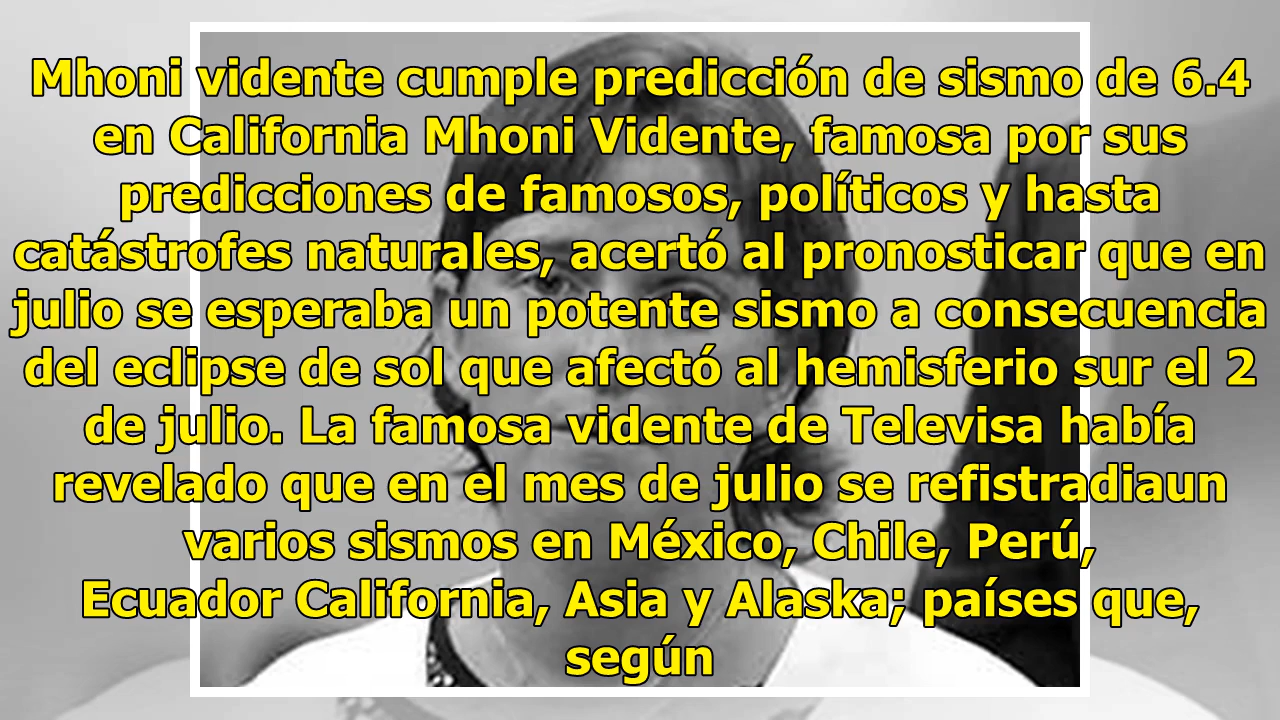 Mhoni vidente cumple predicción de sismo de 6.4
en California Mhoni Vidente, famosa por sus
predicciones de famosos, políticos y hasta
catástrofes naturales, acertó al pronosticar que en
julio se esperaba un potente sismo a consecuencia
del eclipse de sol que afectó al hemisferio sur el 2
de julio. La famosa vidente de Televisa había
revelado que en el mes de julio se refistradiaun
varios sismos en México, Chile, Perú,
Ecuador California, Asia y Alaska; países que,
según